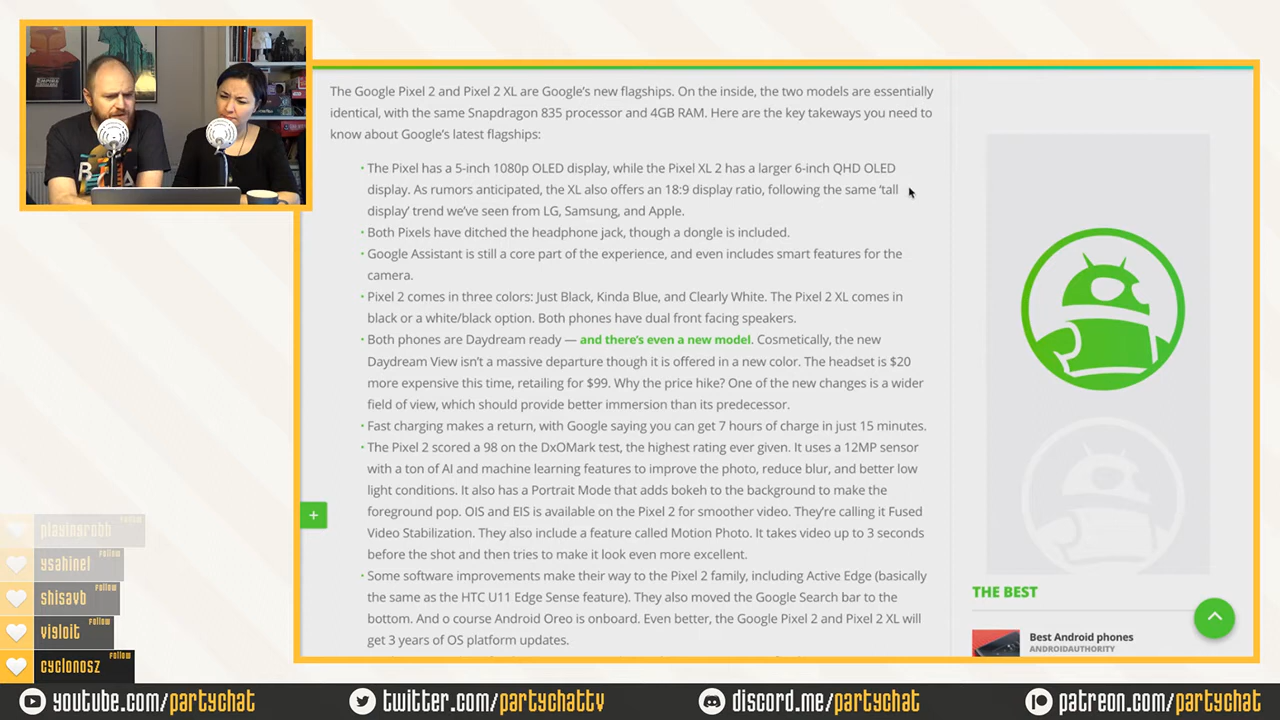 The Google Pixel 2 and Pixel 2 XL are Google's new flagships. On the inside, the two models are essentially
identical, with the same Snapdragon 835 processor and 4GB RAM. Here are the key takeways you need to
know about Google's latest flagships:
• The Pixel has a 5-inch 1080p OLED display, while the Pixel XL 2 has a larger 6-inch QHD OLED
display. As rumors anticipated, the XL also offers an 18:9 display ratio, following the same 'tall
display' trend we've seen from LG, Samsung, and Apple.
• Both Pixels have ditched the headphone jack, though a dongle is included.
• Google Assistant is still a core part of the experience, and even includes smart features for the
camera.
• Pixel 2 comes in three colors: Just Black, Kinda Blue, and Clearly White. The Pixel 2 XL comes in
black or a white/black option. Both phones have dual front facing speakers.
• Both phones are Daydream ready — and there's even a new model. Cosmetically, the new
Daydream View isn't a massive departure though it is offered in a new color. The headset is $20
more expensive this time, retailing for $99. Why the price hike? One of the new changes is a wider
field of view, which should provide better immersion than its predecessor.
• Fast charging makes a return, with Google saying you can get 7 hours of charge in just 15 minutes.
• The Pixel 2 scored a 98 on the DxOMark test, the highest rating ever given. It uses a 12MP sensor
with a ton of AI and machine learning features to improve the photo, reduce blur, and better low
light conditions. It also has a Portrait Mode that adds bokeh to the background to make the
foreground pop. OIS and EIS is available on the Pixel 2 for smoother video. They're calling it Fused
Video Stabilization. They also include a feature called Motion Photo. It takes video up to 3 seconds
before the shot and then tries to make it look even more excellent.
• Some software improvements make their way to the Pixel 2 family, including Active Edge (basically
the same as the HTC U11 Edge Sense feature). They also moved the Google Search bar to the
bottom. And o course Android Oreo is onboard. Even better, the Google Pixel 2 and Pixel 2 XL will
get 3 years of OS platform updates.
+
THE BEST
Best Android phones
ANDROIDAUTHORITY
playingrobh Follow
ysahinel Follow
shisavb Follow
visloit Follow
cyclonosz Follow
youtube.com/partychat
twitter.com/partychattv
discord.me/partychat
patreon.com/partychat